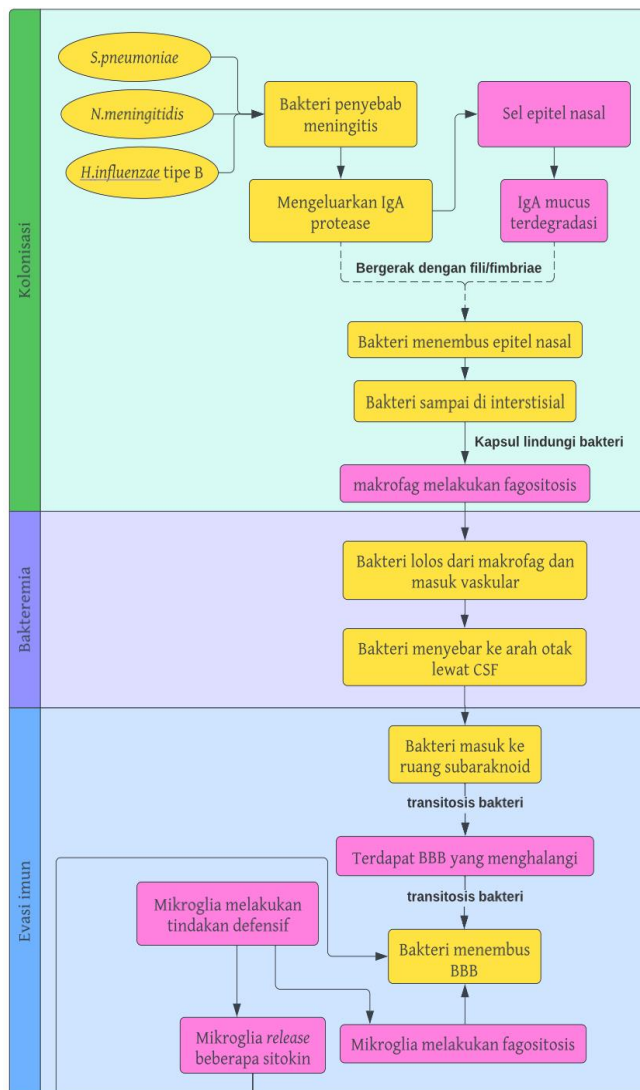 Kolonisasi
S.pneumoniae
N.meningitidis
H.influenzae tipe B
Bakteri penyebab
meningitis
Sel epitel nasal
Mengeluarkan IgA
protease
IgA mucus
terdegradasi
Bergerak dengan fili/fimbriae
Bakteri menembus epitel nasal
Bakteri sampai di interstisial
Kapsul lindungi bakteri
makrofag melakukan fagositosis
Bakteremia
Bakteri lolos dari makrofag dan
masuk vaskular
Bakteri menyebar ke arah otak
lewat CSF
Evasi imun
Bakteri masuk ke
ruang subaraknoid
transitosis bakteri
Terdapat BBB yang menghalangi
transitosis bakteri
Mikroglia melakukan
tindakan defensif
Bakteri menembus
BBB
Mikroglia release
beberapa sitokin
Mikroglia melakukan fagositosis